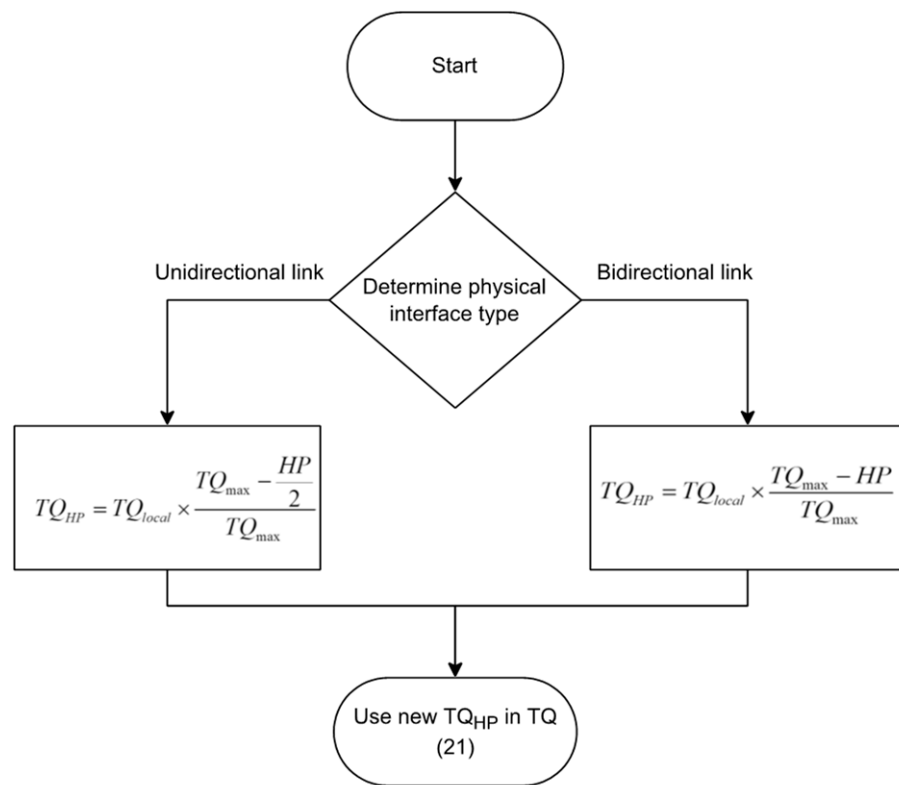 Start
Determine physical
interface type
Unidirectional link
Bidirectional link
TQ_HP = TQ_local × (TQ_max − HP/2) / TQ_max
TQ_HP = TQ_local × (TQ_max − HP) / TQ_max
Use new TQ_HP in TQ
(21)